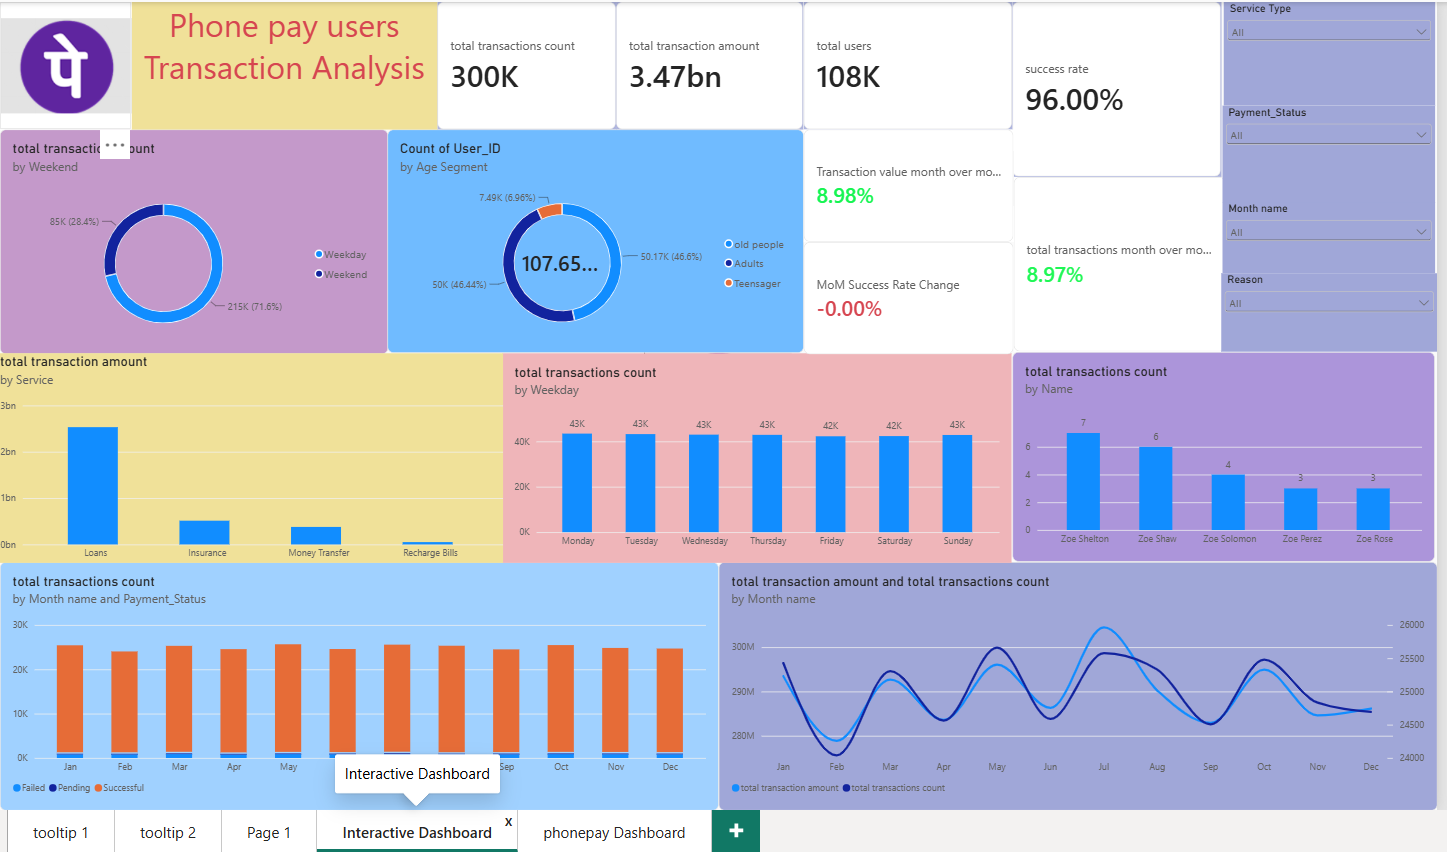 पे
Phone pay users
Transaction Analysis
total transactions count
300K
total transaction amount
3.47bn
total users
108K
success rate
96.00%
Service Type
All
Payment_Status
All
Month name
All
Reason
All
total transactio
ount
by Weekend
85K (28.4%)
215K (71.6%)
Weekday
Weekend
Count of User_ID
by Age Segment
7.49K (6.96%)
50.17K (46.6%)
50K (46.44%)
107.65...
old people
Adults
Teensager
Transaction value month over mo...
8.98%
MoM Success Rate Change
-0.00%
total transactions month over mo...
8.97%
total transaction amount
by Service
3bn
2bn
1bn
0bn
Loans Insurance Money Transfer Recharge Bills
total transactions count
by Weekday
43K 43K 43K 43K 42K 42K 43K
40K
20K
0K
Monday Tuesday Wednesday Thursday Friday Saturday Sunday
total transactions count
by Name
7 6 4 3 3
6
4
2
0
Zoe Shelton Zoe Shaw Zoe Solomon Zoe Perez Zoe Rose
total transactions count
by Month name and Payment_Status
30K
20K
10K
0K
Jan Feb Mar Apr May Sep Oct Nov Dec
Failed Pending Successful
total transaction amount and total transactions count
by Month name
300M
290M
280M
26000
25500
25000
24500
24000
Jan Feb Mar Apr May Jun Jul Aug Sep Oct Nov Dec
total transaction amount total transactions count
Interactive Dashboard
tooltip 1 tooltip 2 Page 1 Interactive Dashboard x phonepay Dashboard +